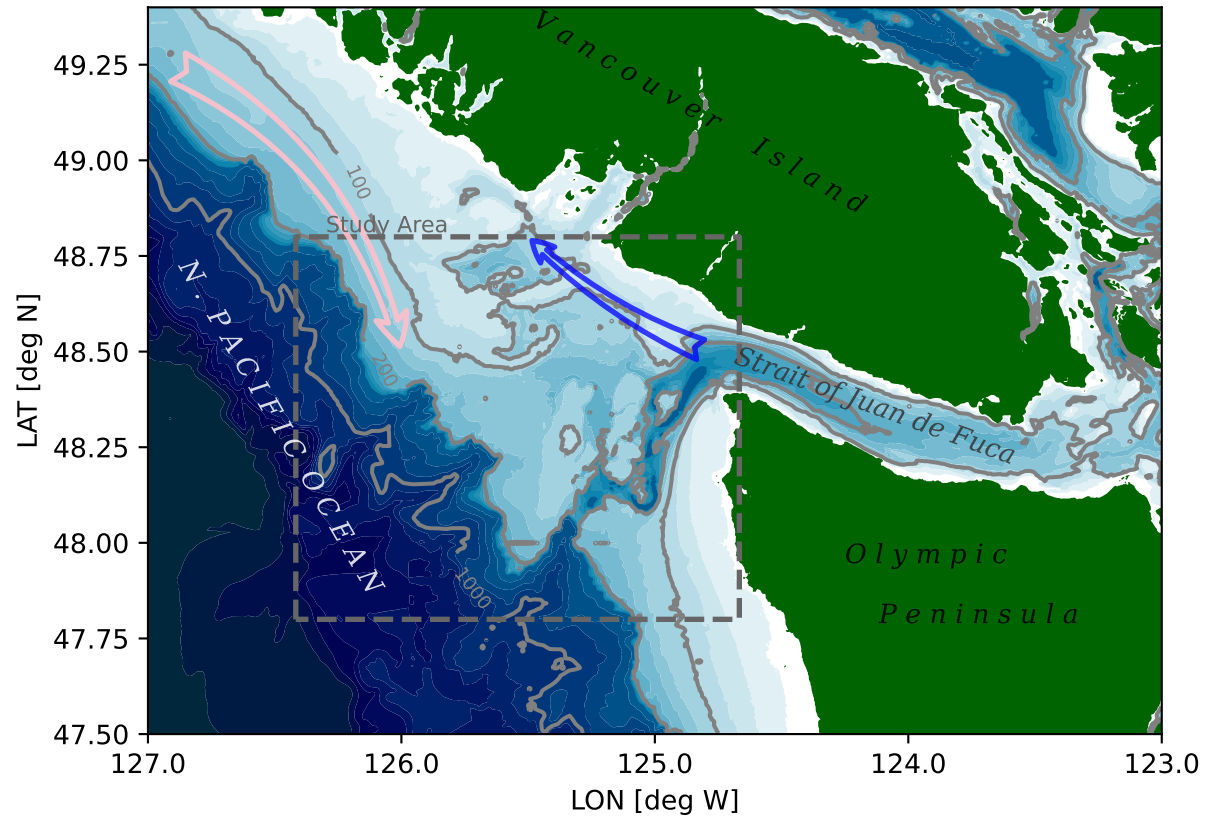 49.25
49.00
48.75
48.50
48.25
48.00
47.75
47.50
LAT [deg N]
127.0 126.0 125.0 124.0 123.0
LON [deg W]
Vancouver Island
100
Study Area
N. PACIFIC OCEAN
200
Strait of Juan de Fuca
1000
Olympic
Peninsula